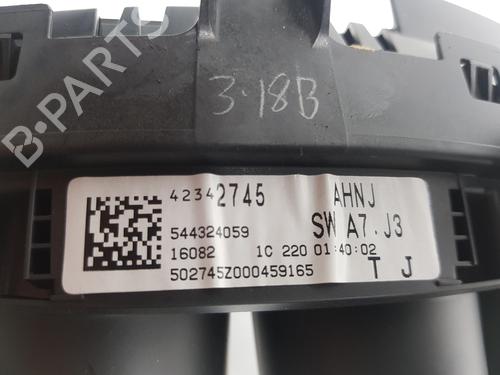 B-PARTS
3.18B
42342745 AHNJ
544324059 SW A7.J3
16082 1C 220 01:40:02
502745Z000459165 T J